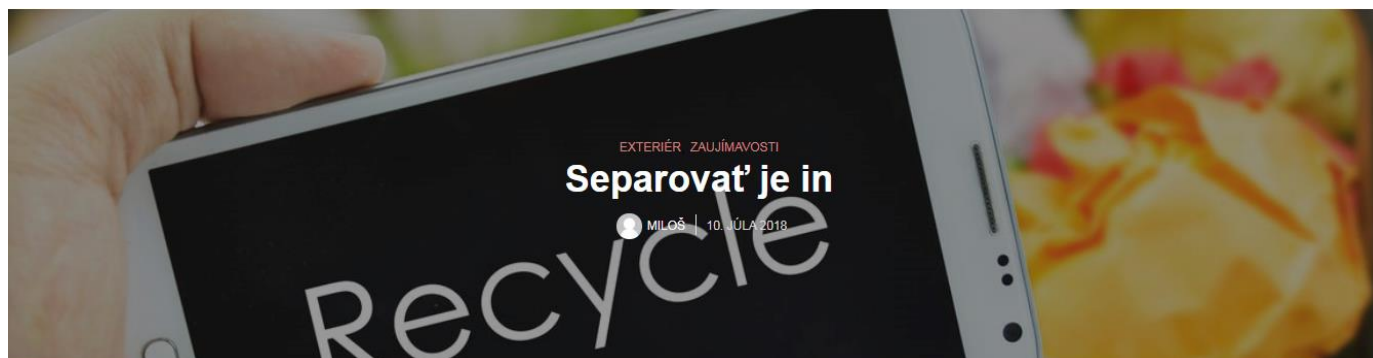 EXTERIÉR ZAUJÍMAVOSTI
Separovať je in
MILOŠ | 10. JÚLA 2018
Recycle